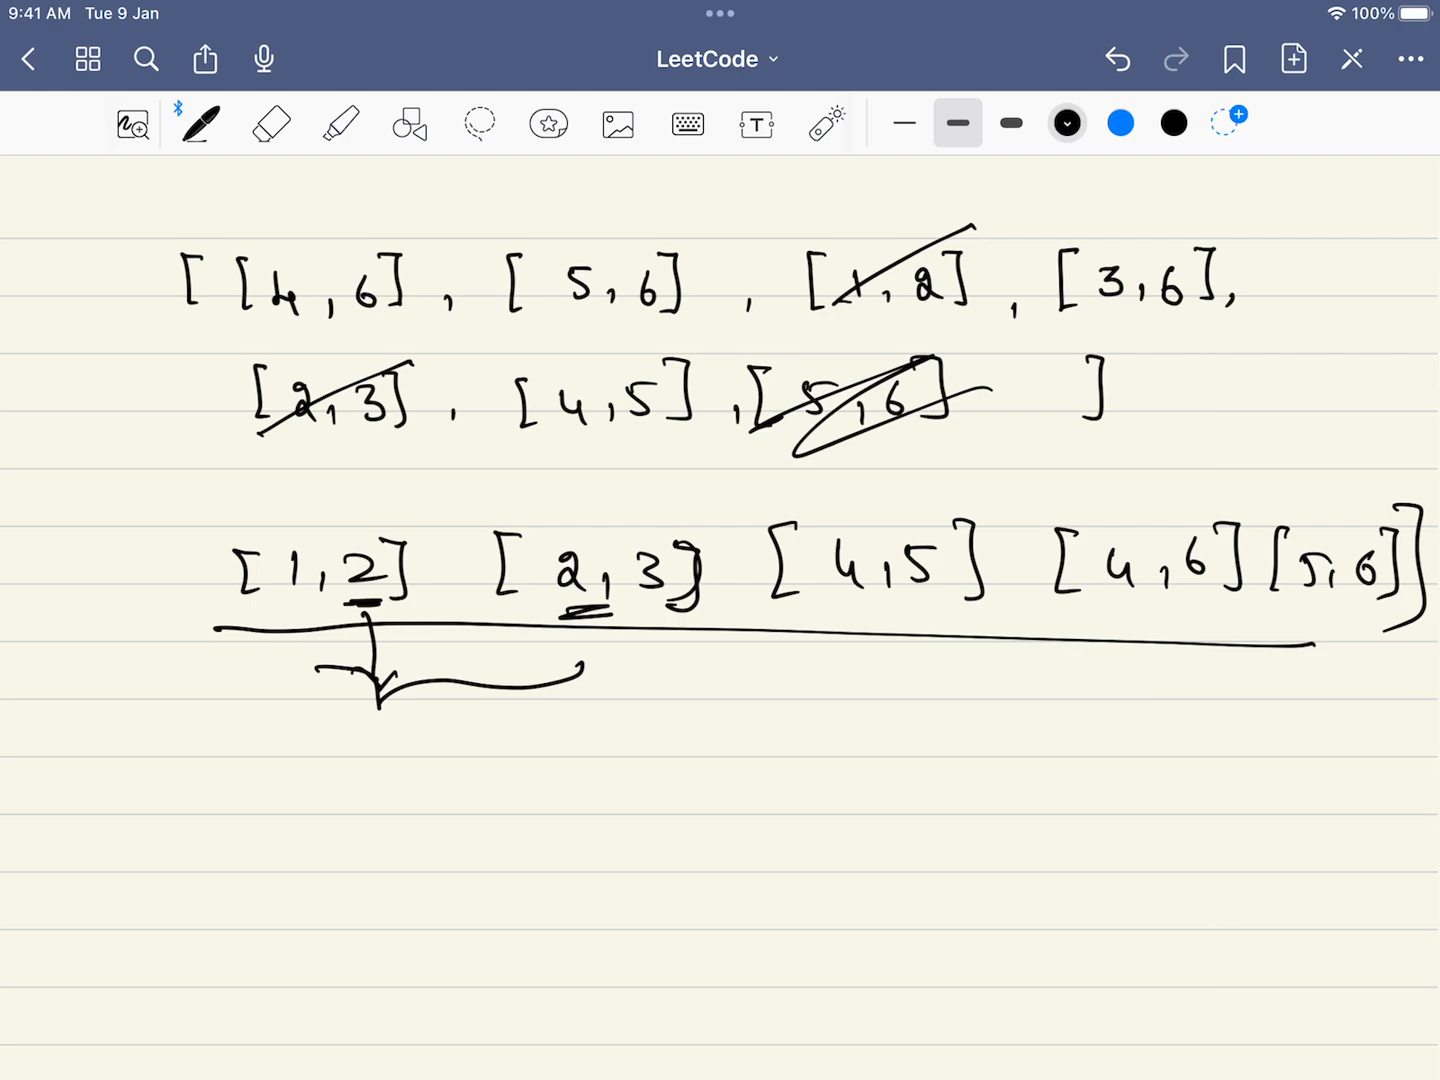 9:41 AM Tue 9 Jan 100%
LeetCode
T
[ [4,6], [5,6], [1,2], [3,6],
[2,3], [4,5], [5,6] ]
[1,2] [2,3] [4,5] [4,6] [5,6]]